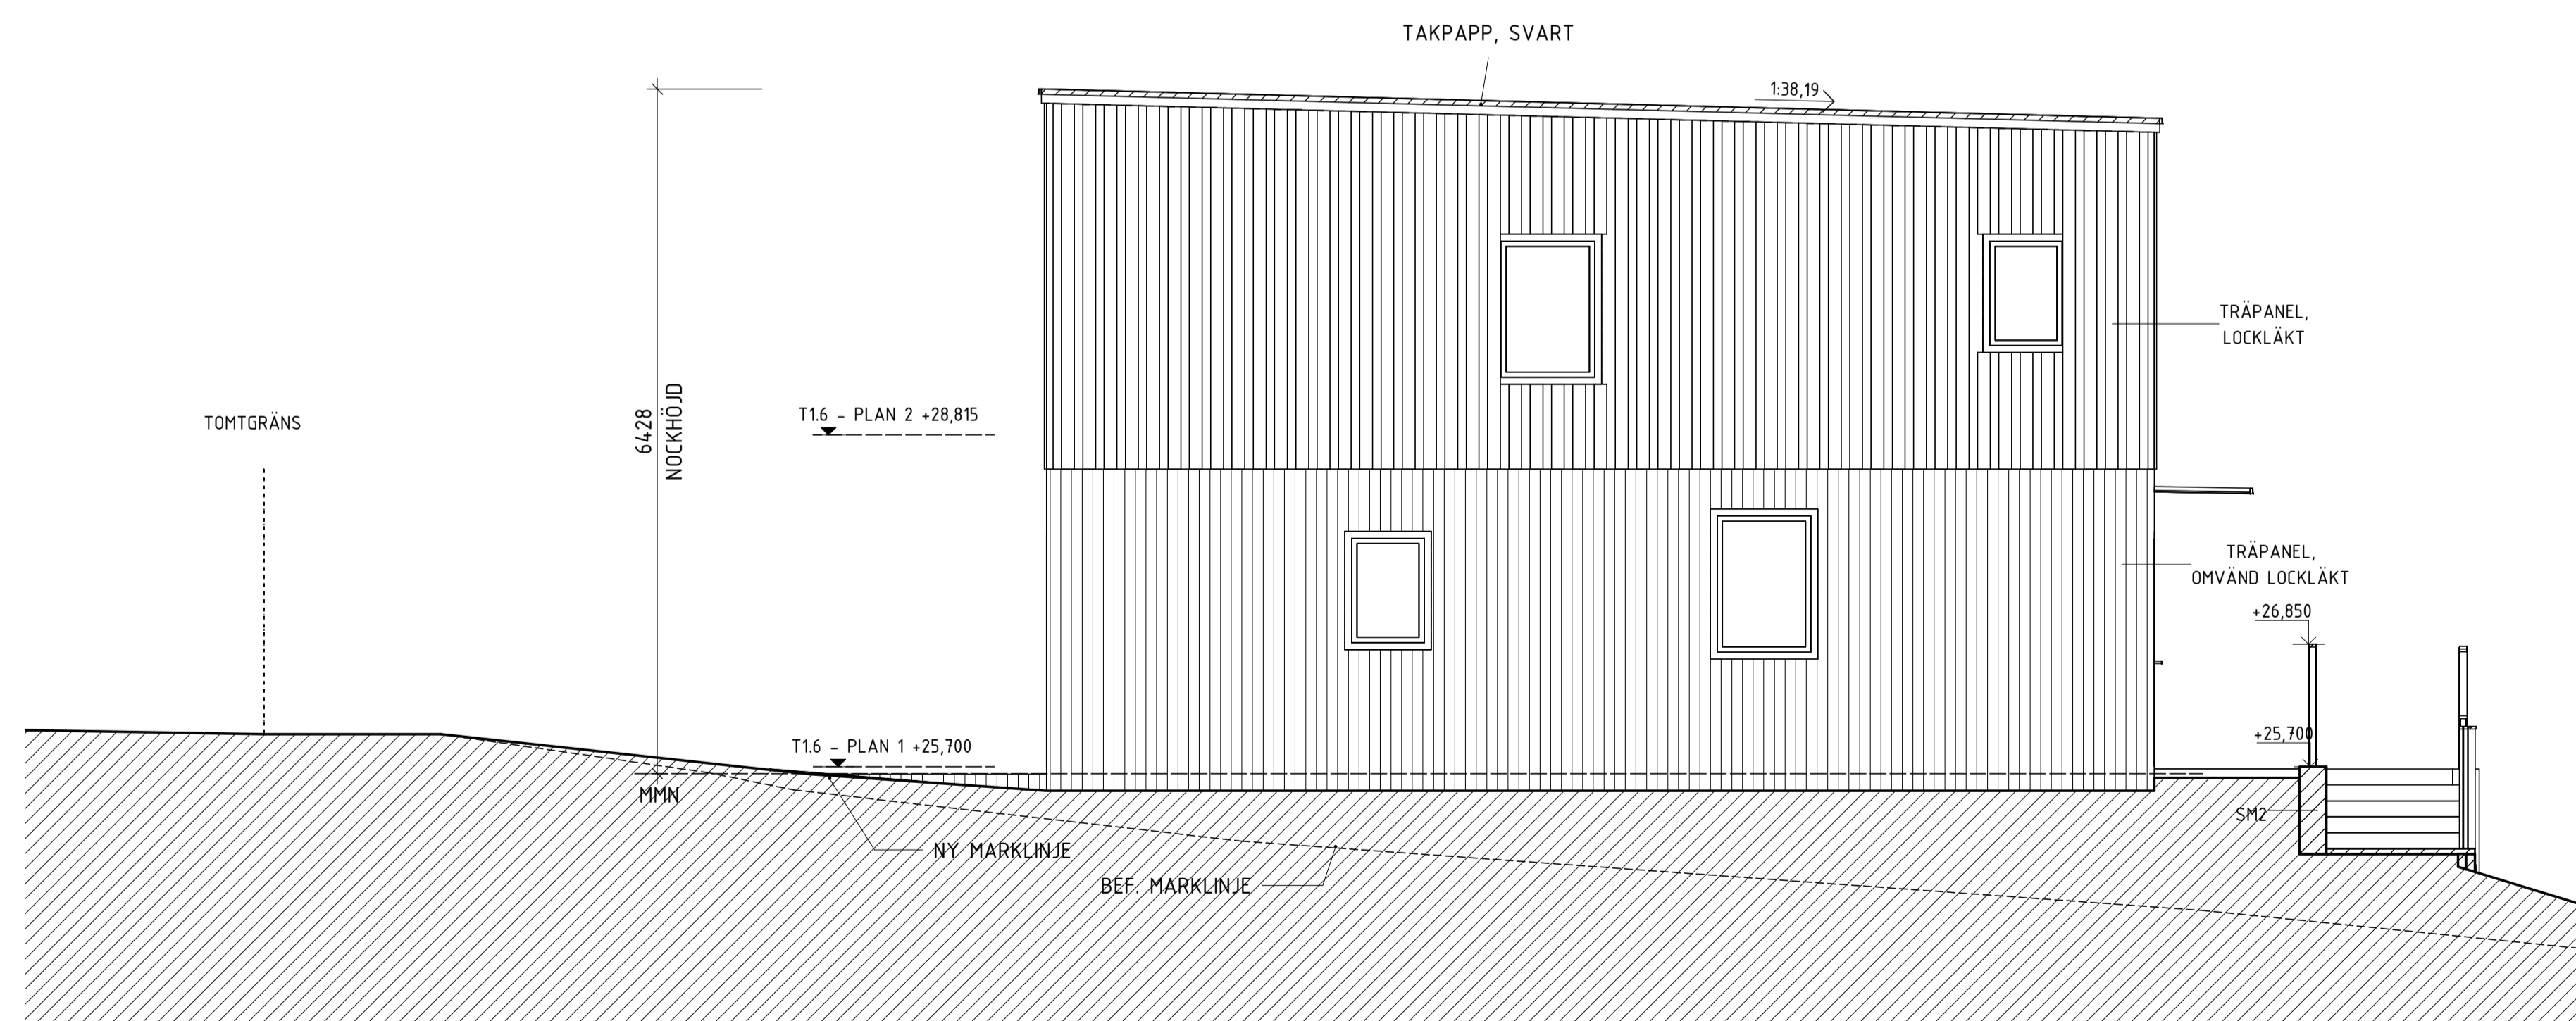 TAKPAPP, SVART
1:38,19
TRÄPANEL,
LOCKLÄKT
6428
NOCKHÖJD
T1.6 - PLAN 2 +28,815
TOMTGRÄNS
TRÄPANEL,
OMVÄND LOCKLÄKT
+26,850
+25,700
T1.6 - PLAN 1 +25,700
MMN
SM2
NY MARKLINJE
BEF. MARKLINJE